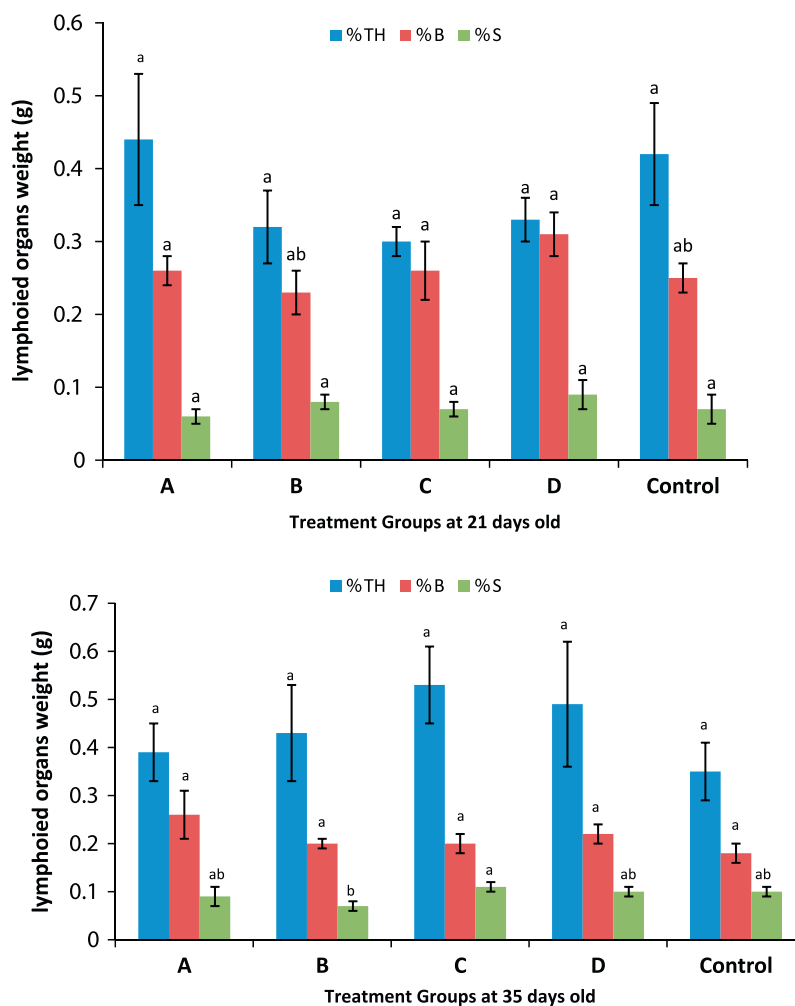 %TH %B %S
lymphoied organs weight (g)
0.6
0.5
0.4
0.3
0.2
0.1
0
a a a
a ab a
a a a
a a a
a ab a
A B C D Control
Treatment Groups at 21 days old
%TH %B %S
lymphoied organs weight (g)
0.7
0.6
0.5
0.4
0.3
0.2
0.1
0
a a ab
a a b
a a a
a a ab
a a ab
A B C D Control
Treatment Groups at 35 days old